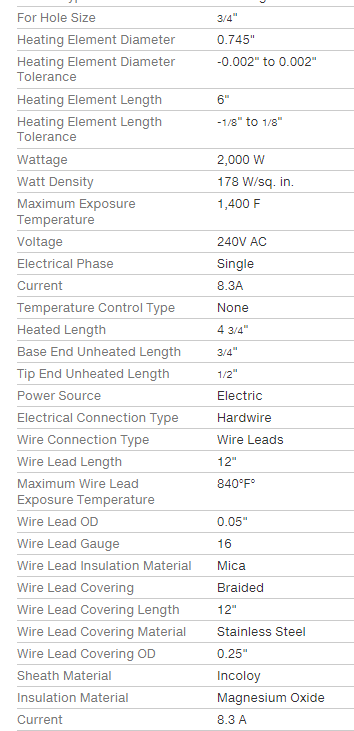 For Hole Size 3/4"
Heating Element Diameter 0.745"
Heating Element Diameter -0.002" to 0.002"
Tolerance
Heating Element Length 6"
Heating Element Length -1/8" to 1/8"
Tolerance
Wattage 2,000 W
Watt Density 178 W/sq. in.
Maximum Exposure 1,400 F
Temperature
Voltage 240V AC
Electrical Phase Single
Current 8.3A
Temperature Control Type None
Heated Length 4 3/4"
Base End Unheated Length 3/4"
Tip End Unheated Length 1/2"
Power Source Electric
Electrical Connection Type Hardwire
Wire Connection Type Wire Leads
Wire Lead Length 12"
Maximum Wire Lead 840°F°
Exposure Temperature
Wire Lead OD 0.05"
Wire Lead Gauge 16
Wire Lead Insulation Material Mica
Wire Lead Covering Braided
Wire Lead Covering Length 12"
Wire Lead Covering Material Stainless Steel
Wire Lead Covering OD 0.25"
Sheath Material Incoloy
Insulation Material Magnesium Oxide
Current 8.3 A